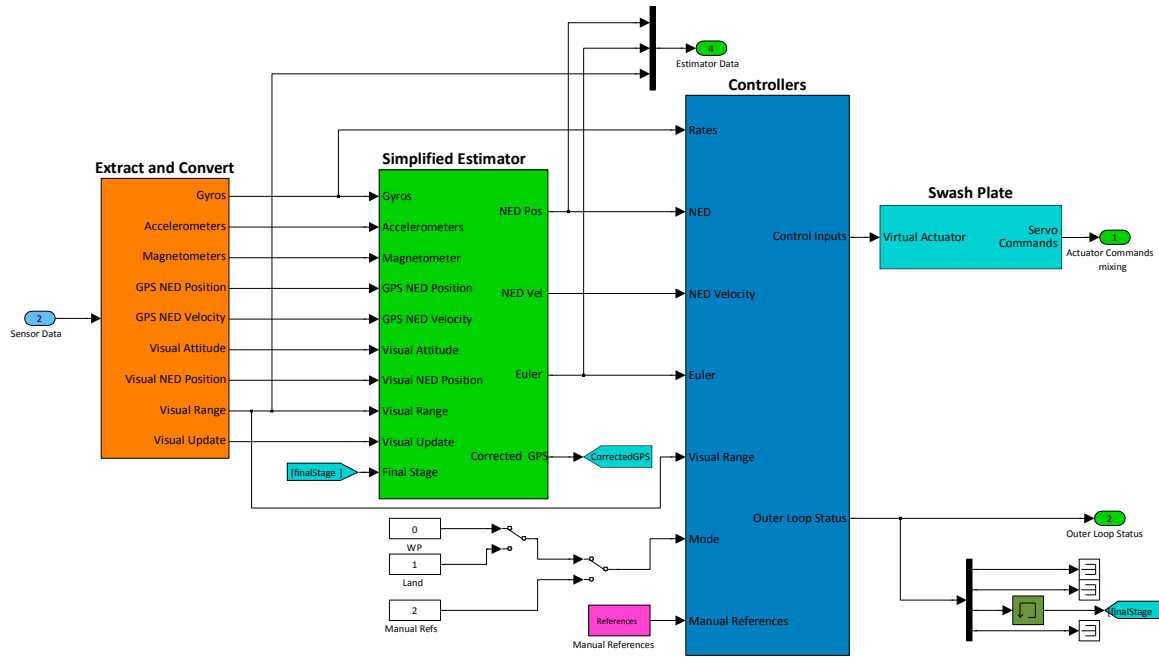 4
Estimator Data
Controllers
Extract and Convert
Simplified Estimator
Swash Plate
Rates
Gyros
Gyros
NED Pos
NED
Accelerometers
Accelerometers
Control Inputs
Virtual Actuator
Servo
Commands
1
Actuator Commands
mixing
Magnetometers
Magnetometer
GPS NED Position
GPS NED Position
NED Vel
NED Velocity
2
Sensor Data
GPS NED Velocity
GPS NED Velocity
Visual Attitude
Visual Attitude
Visual NED Position
Visual NED Position
Euler
Euler
Visual Range
Visual Range
Visual Update
Visual Update
Corrected GPS
CorrectedGPS
Visual Range
[finalStage ]
Final Stage
0
WP
1
Land
2
Manual Refs
Mode
Outer Loop Status
2
Outer Loop Status
References
Manual References
Manual References
[finalStage